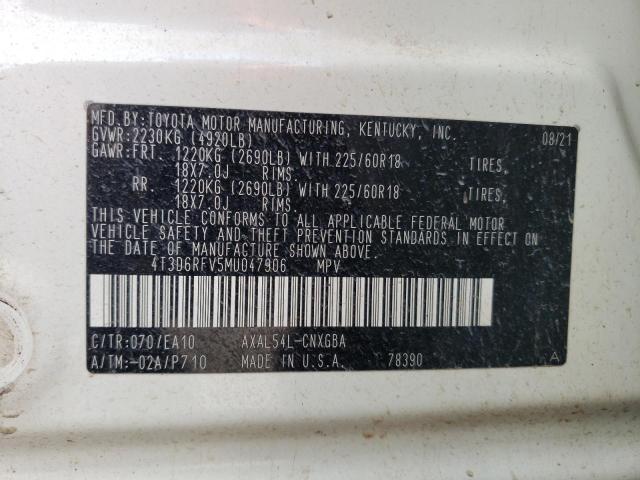 MFD.BY:TOYOTA MOTOR MANUFACTURING, KENTUCKY, INC. 08/21
GVWR:2230KG (4920LB)
GAWR:FRT. 1220KG (2690LB) WITH 225/60R18 TIRES,
18X7.0J RIMS.
RR. 1220KG (2690LB) WITH 225/60R18 TIRES,
18X7.0J RIMS.
THIS VEHICLE CONFORMS TO ALL APPLICABLE FEDERAL MOTOR
VEHICLE SAFETY AND THEFT PREVENTION STANDARDS IN EFFECT
ON THE DATE OF MANUFACTURE SHOWN ABOVE.
4T3D6RFV5MU047906 MPV
C/TR:070/EA10 AXAL54L-CNXGBA
A/TM:-02A/P710 MADE IN U.S.A. 78390 A